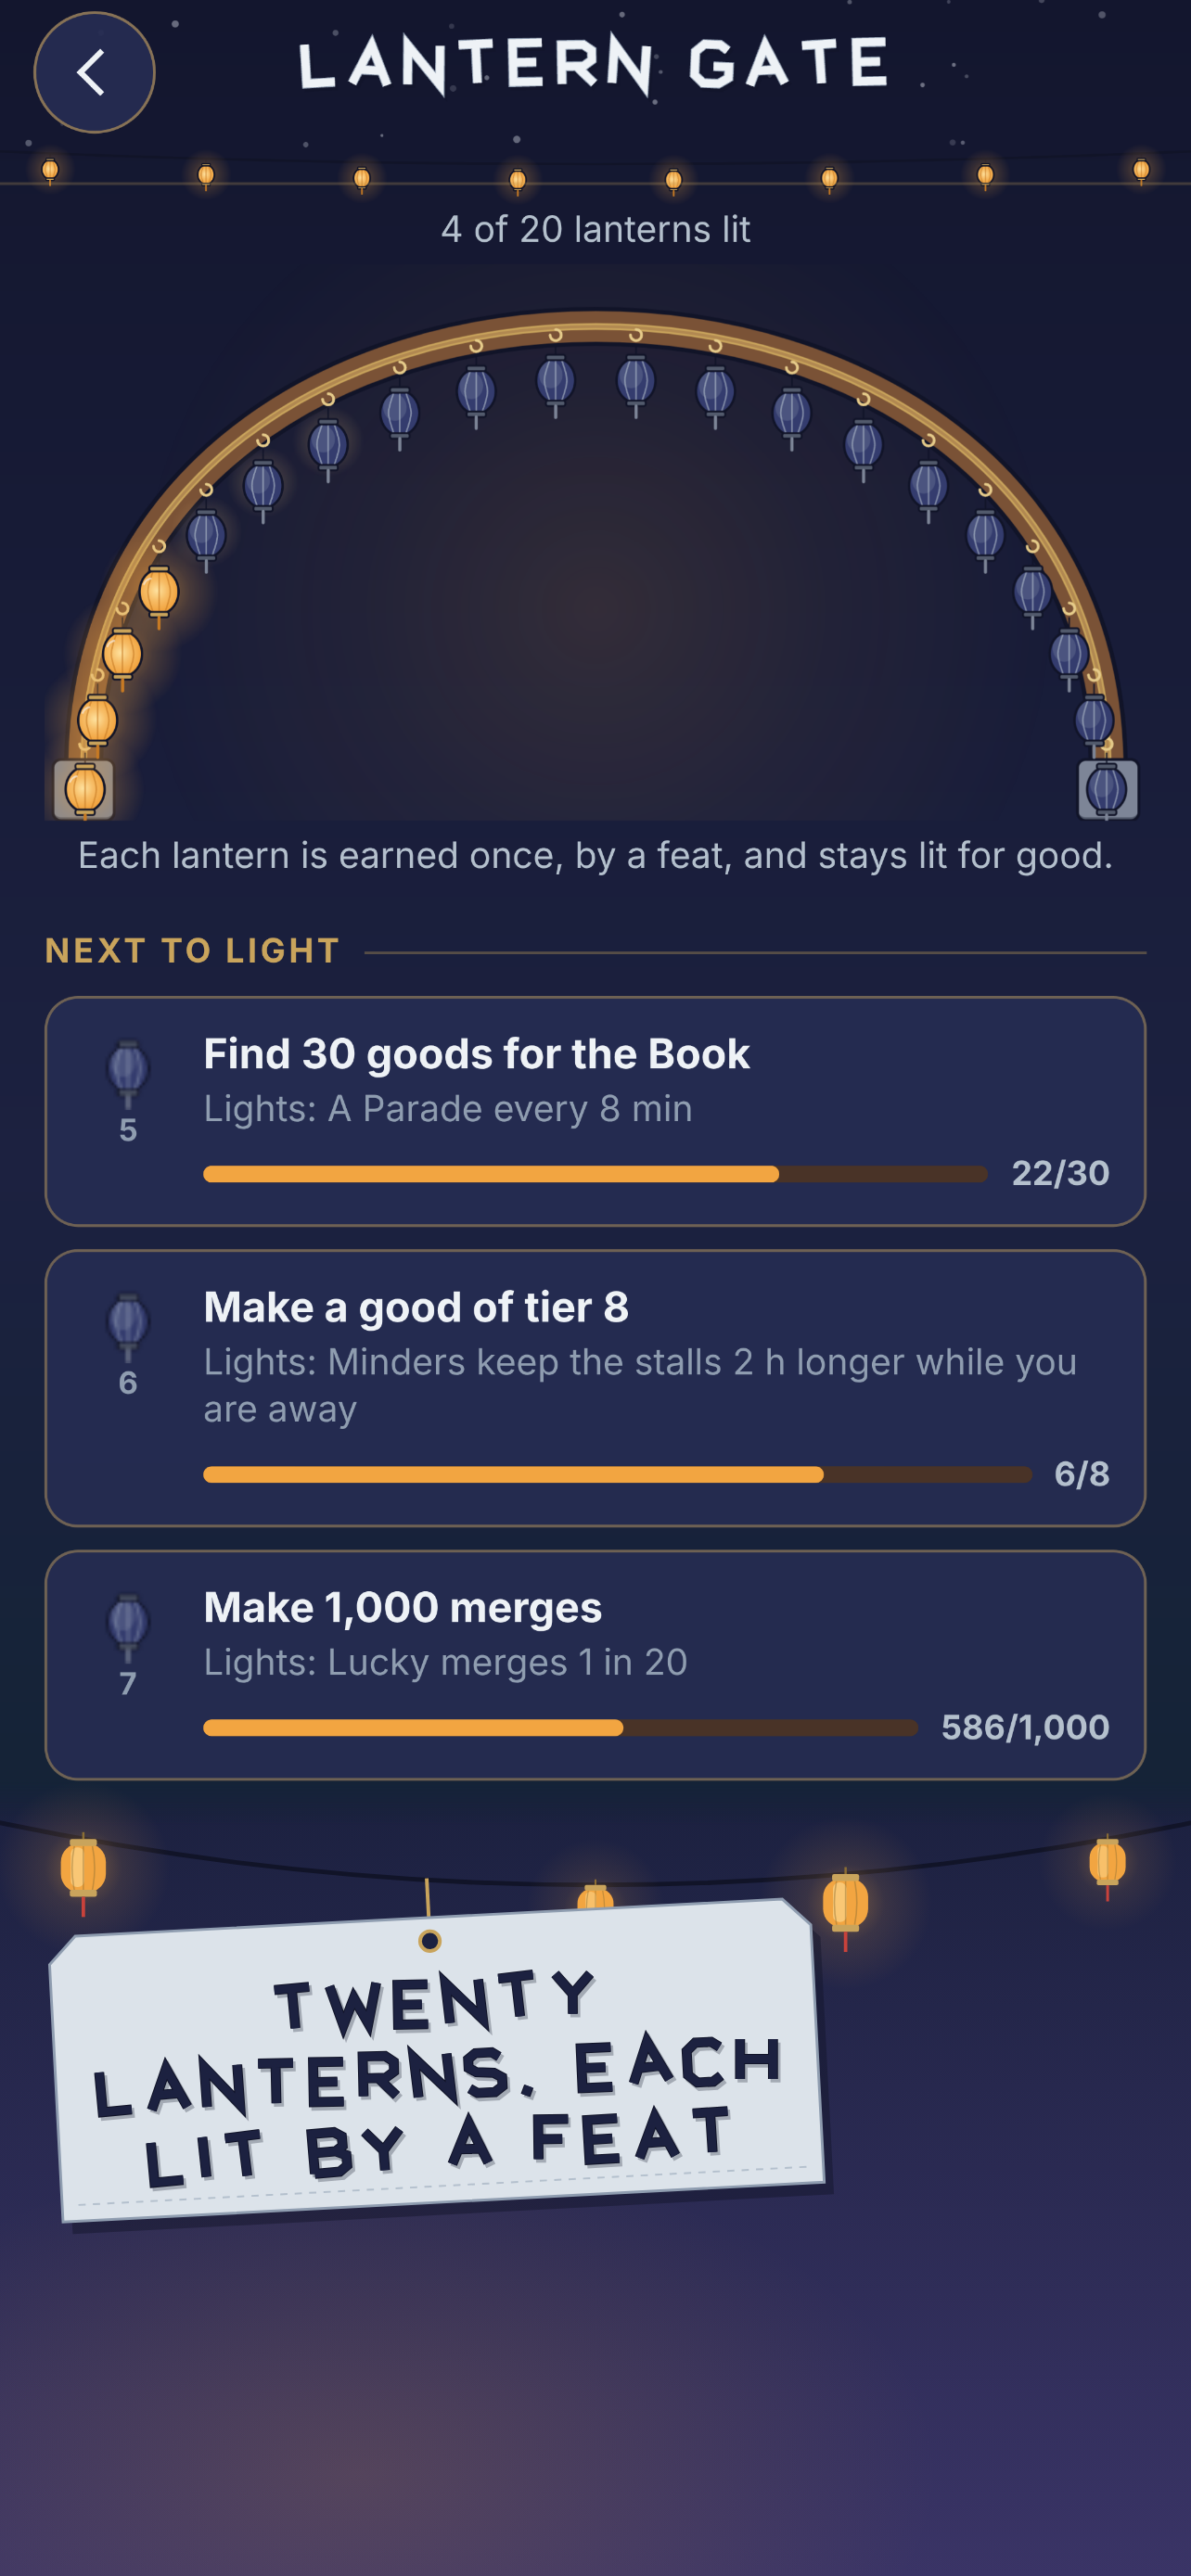 LANTERN GATE
4 of 20 lanterns lit
Each lantern is earned once, by a feat, and stays lit for good.
NEXT TO LIGHT
Find 30 goods for the Book
Lights: A Parade every 8 min
5
22/30
Make a good of tier 8
Lights: Minders keep the stalls 2 h longer while you
are away
6
6/8
Make 1,000 merges
Lights: Lucky merges 1 in 20
7
586/1,000
TWENTY
LANTERNS. EACH
LIT BY A FEAT